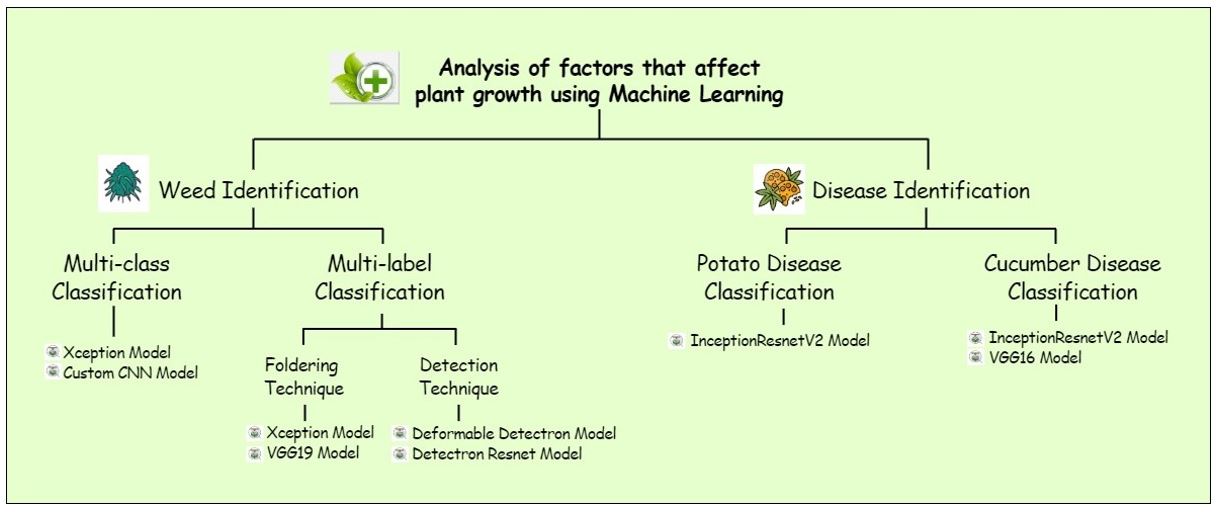 Analysis of factors that affect
plant growth using Machine Learning
Weed Identification
Disease Identification
Multi-class
Classification
Multi-label
Classification
Potato Disease
Classification
Cucumber Disease
Classification
Xception Model
Custom CNN Model
Foldering
Technique
Detection
Technique
InceptionResnetV2 Model
InceptionResnetV2 Model
VGG16 Model
Xception Model
VGG19 Model
Deformable Detectron Model
Detectron Resnet Model